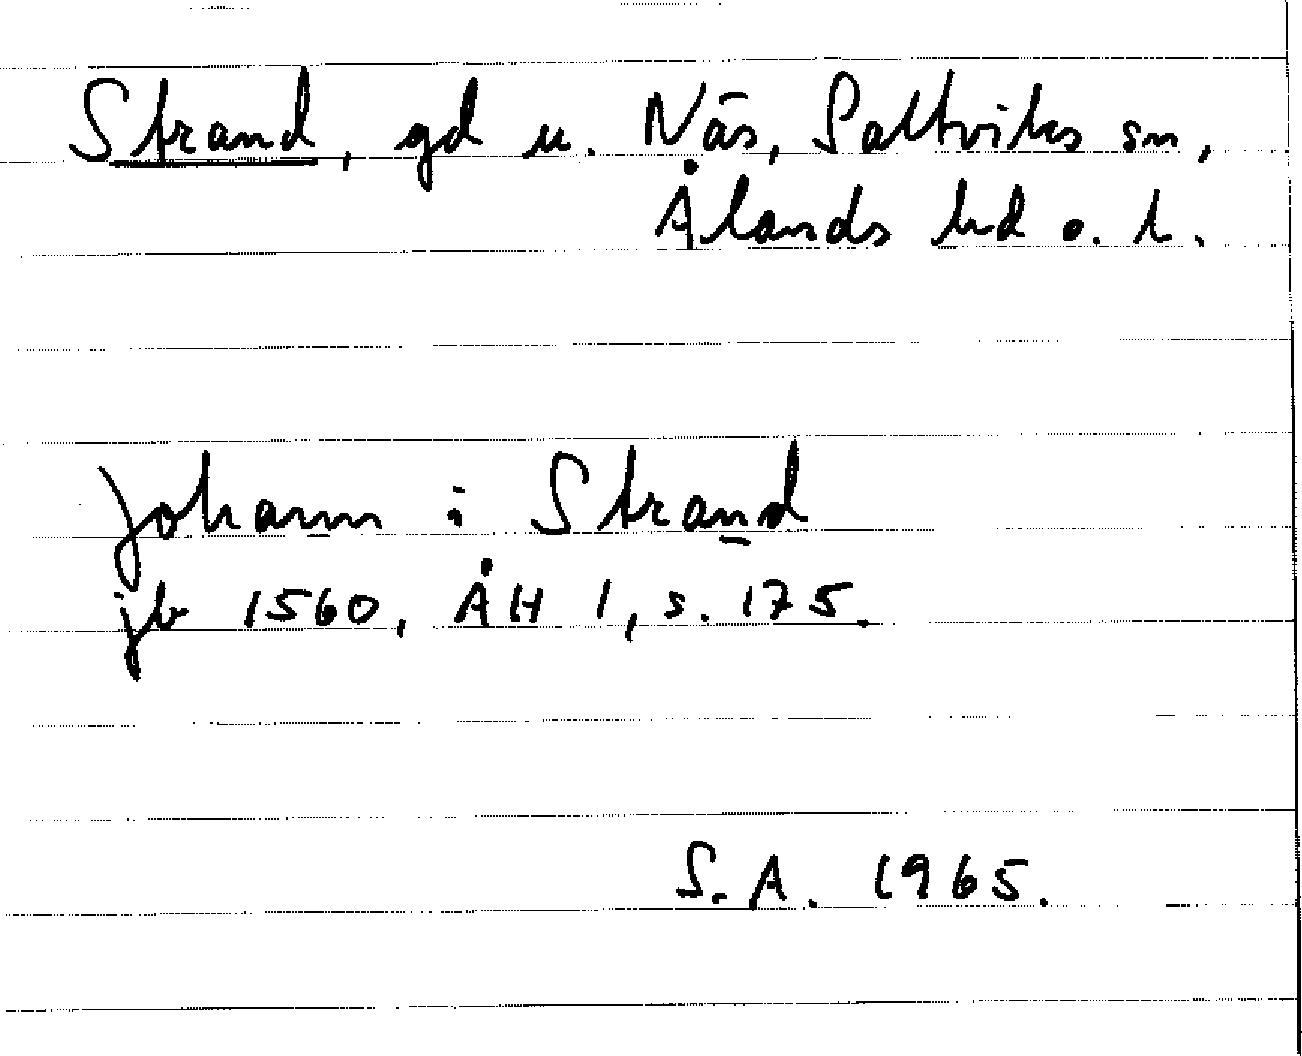 Strand, gd u. Näs, Saltviks sn,
Ålands hd o. l.
Johann i Strand
jb 1560, ÅH 1, s. 175.
S.A. 1965.